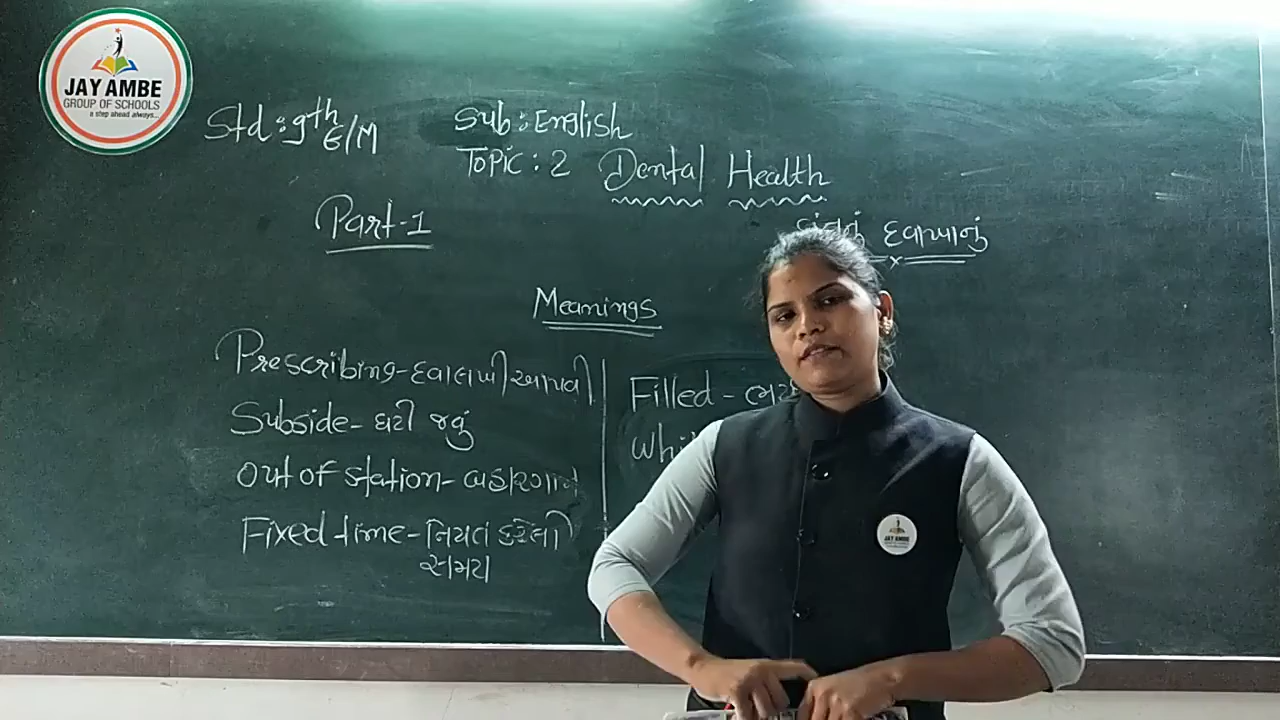 JAY AMBE
GROUP OF SCHOOLS
a step ahead always...
Std : 9th E/M
Sub : English
Topic : 2 Dental Health
દવાખાનું
Part-1
Meanings
Prescribing - દવા લખી આપવી
Subside - ઘટી જવું
Out of station - બહારગામ
Fixed time - નિયત કરેલી
સમય
Filled -
JAY AMBE